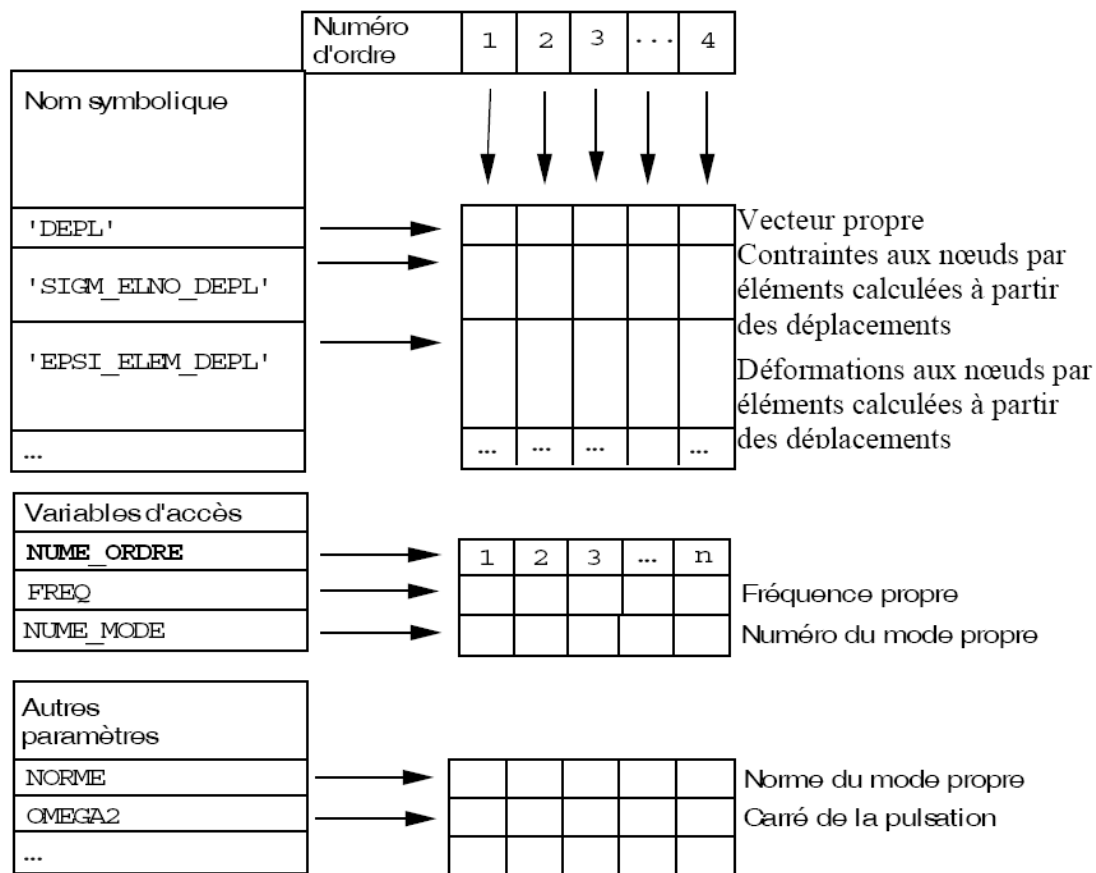 Numéro
d'ordre
1 2 3 ... 4
Nom symbolique
'DEPL'
Vecteur propre
'SIGM_ELNO_DEPL'
Contraintes aux nœuds par
éléments calculées à partir
des déplacements
'EPSI_ELEM_DEPL'
Déformations aux nœuds par
éléments calculées à partir
des déplacements
...
... ... ... ...
Variables d'accès
NUME_ORDRE
1 2 3 ... n
FREQ
Fréquence propre
NUME_MODE
Numéro du mode propre
Autres
paramètres
NORME
Norme du mode propre
OMEGA2
Carré de la pulsation
...